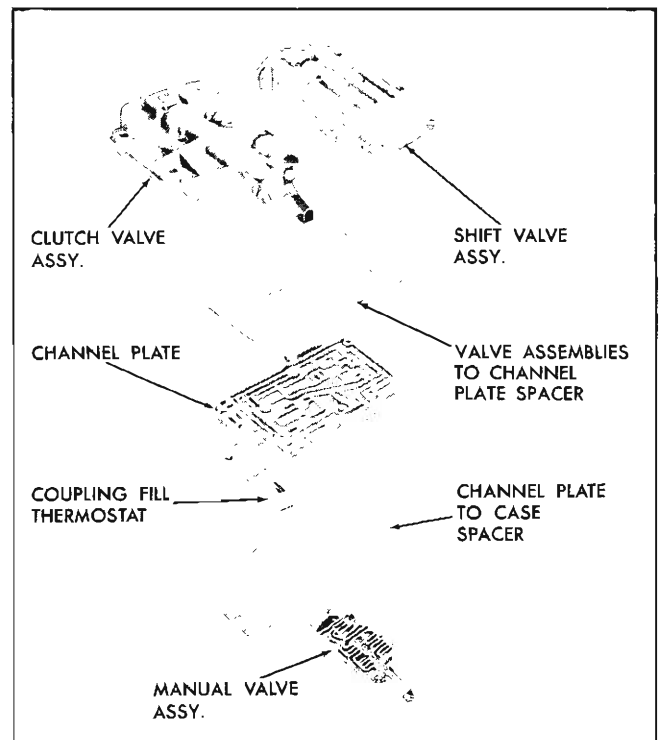 CLUTCH VALVE
ASSY.
SHIFT VALVE
ASSY.
CHANNEL PLATE
VALVE ASSEMBLIES
TO CHANNEL
PLATE SPACER
COUPLING FILL
THERMOSTAT
CHANNEL PLATE
TO CASE
SPACER
MANUAL VALVE
ASSY.